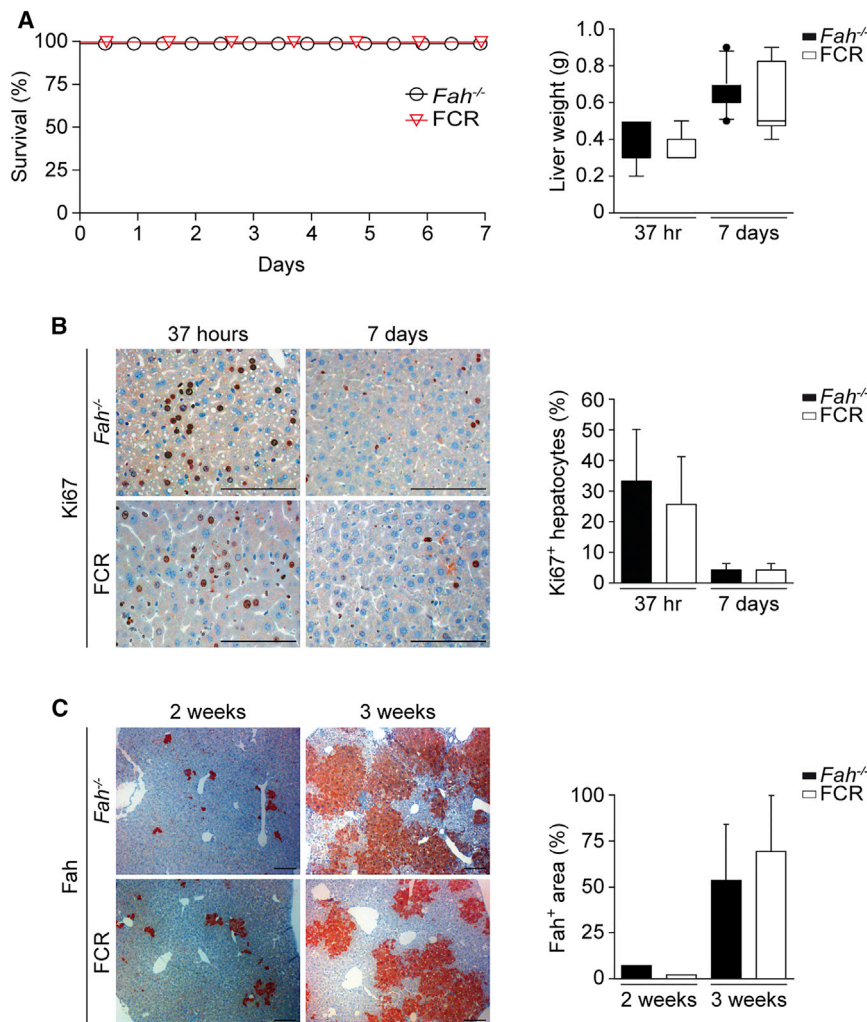 A
Survival (%)
100
75
50
25
0
0 1 2 3 4 5 6 7
Days
Fah-/-
FCR
Liver weight (g)
1
0.8
0.6
0.4
0.2
0
37 hr 7 days
Fah-/-
FCR
B
37 hours 7 days
Ki67
Fah-/-
FCR
Ki67+ hepatocytes (%)
60
50
40
30
20
10
0
37 hr 7 days
Fah-/-
FCR
C
2 weeks 3 weeks
Fah
Fah-/-
FCR
Fah+ area (%)
100
75
50
25
0
2 weeks 3 weeks
Fah-/-
FCR